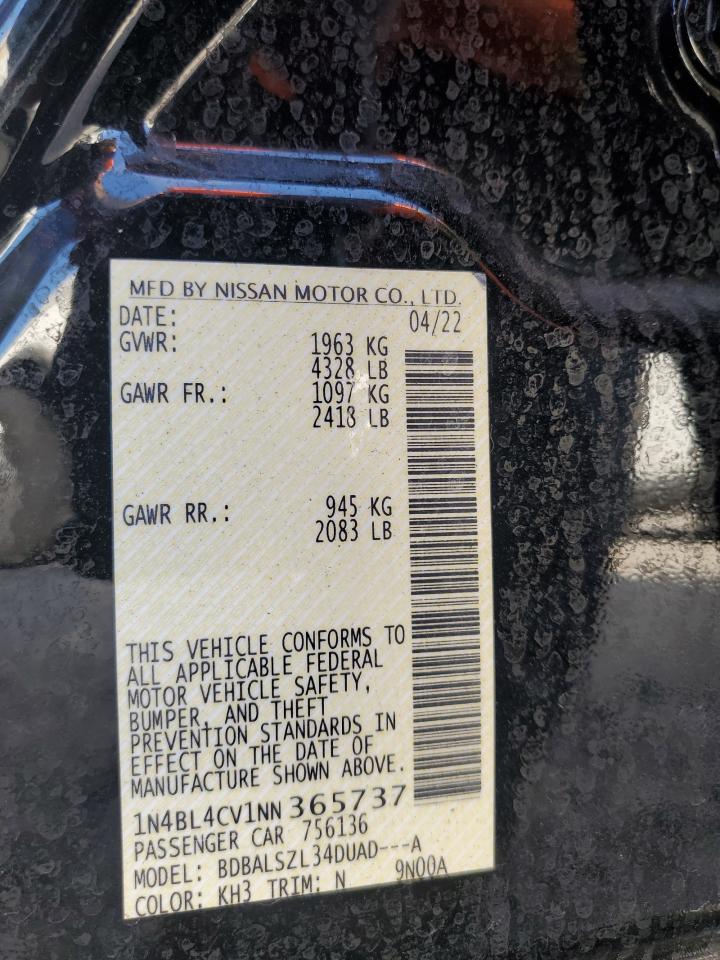 MFD BY NISSAN MOTOR CO., LTD.
DATE: 04/22
GVWR: 1963 KG
4328 LB
GAWR FR.: 1097 KG
2418 LB
GAWR RR.: 945 KG
2083 LB
THIS VEHICLE CONFORMS TO
ALL APPLICABLE FEDERAL
MOTOR VEHICLE SAFETY,
BUMPER, AND THEFT
PREVENTION STANDARDS IN
EFFECT ON THE DATE OF
MANUFACTURE SHOWN ABOVE.
1N4BL4CV1NN 365737
PASSENGER CAR 756136
MODEL: BDBALSZL34DUAD---A
COLOR: KH3 TRIM: N 9N00A